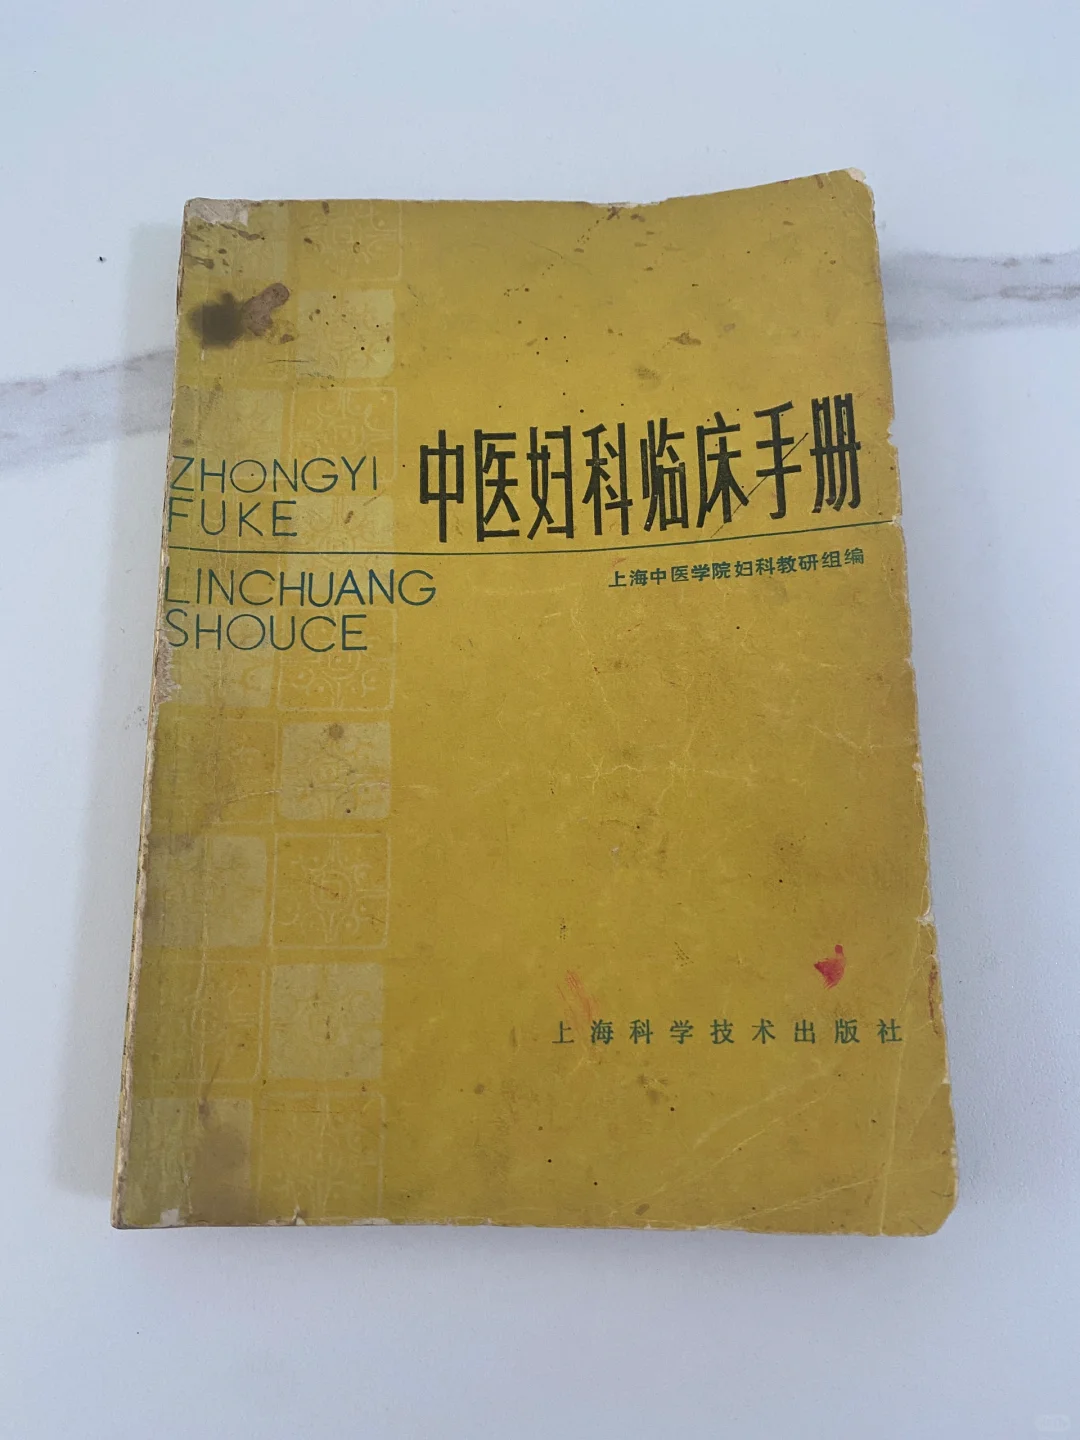 中医妇科临床手册
ZHONGYI
FUKE
上海中医学院妇科教研组编
LINCHUANG
SHOUCE
上海科学技术出版社